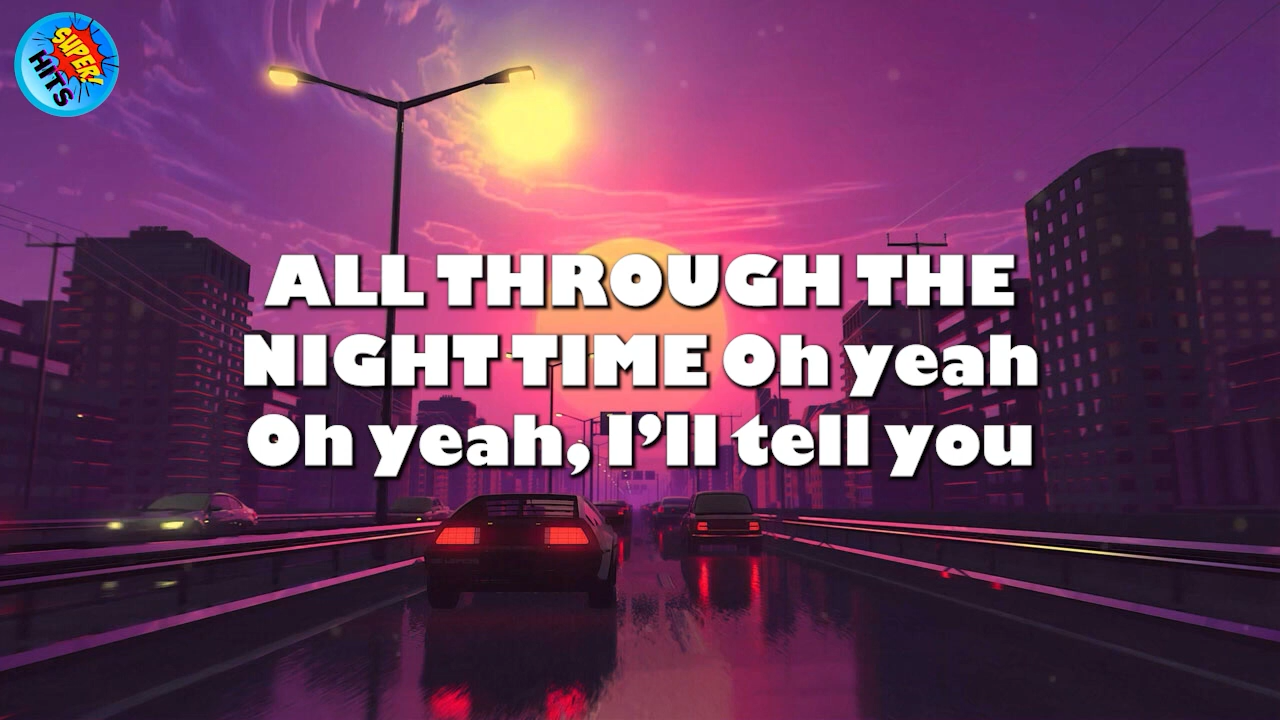 SUPER!
HITS
ALL THROUGH THE
NIGHT TIME Oh yeah
Oh yeah, I’ll tell you